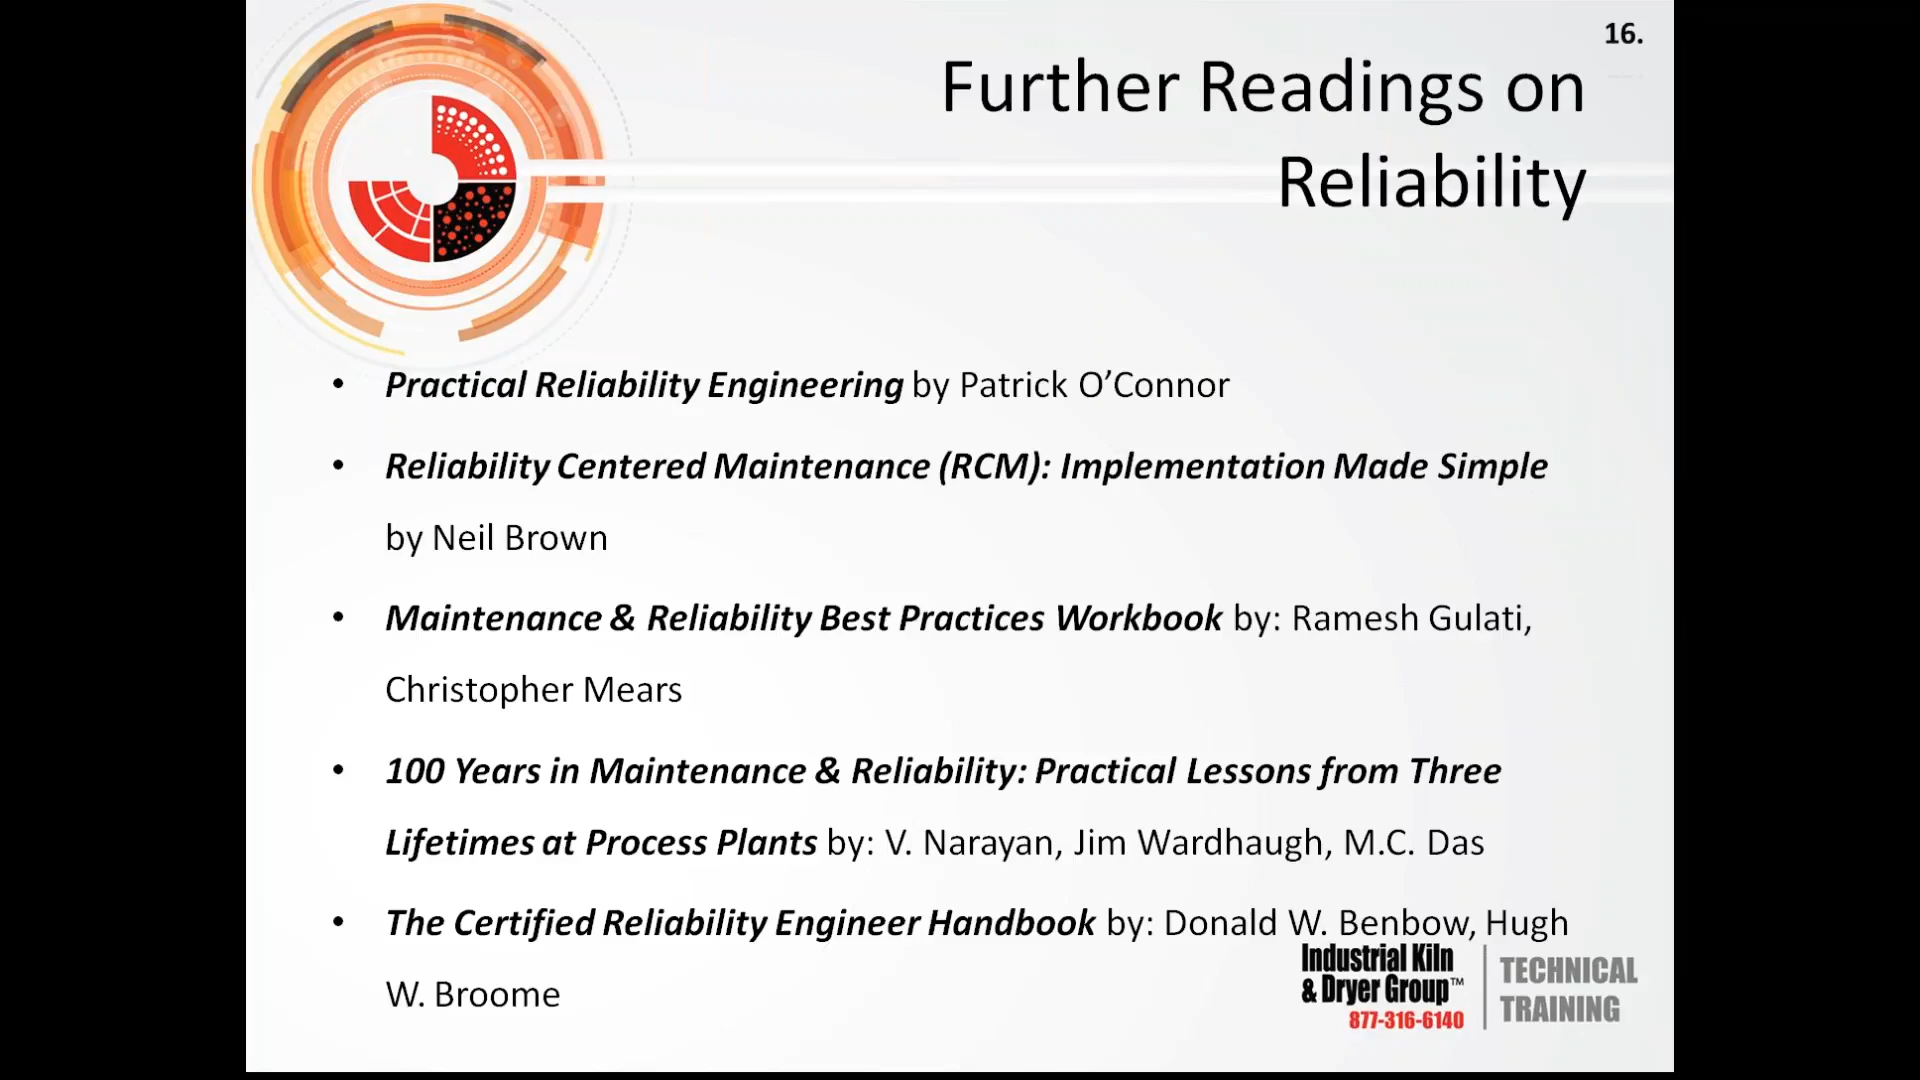 16.
Further Readings on
Reliability
• Practical Reliability Engineering by Patrick O’Connor
• Reliability Centered Maintenance (RCM): Implementation Made Simple
by Neil Brown
• Maintenance & Reliability Best Practices Workbook by: Ramesh Gulati,
Christopher Mears
• 100 Years in Maintenance & Reliability: Practical Lessons from Three
Lifetimes at Process Plants by: V. Narayan, Jim Wardhaugh, M.C. Das
• The Certified Reliability Engineer Handbook by: Donald W. Benbow, Hugh
W. Broome
Industrial Kiln
& Dryer Group™
877-316-6140
TECHNICAL
TRAINING